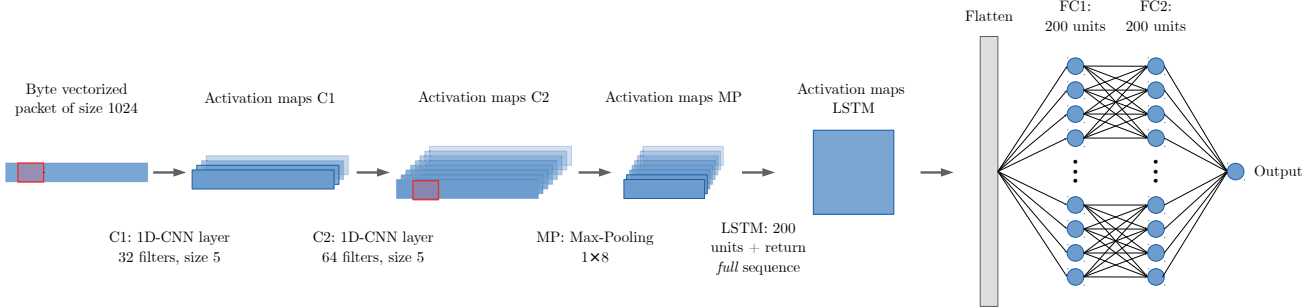 Byte vectorized
packet of size 1024
Activation maps C1
Activation maps C2
Activation maps MP
Activation maps
LSTM
Flatten
FC1:
200 units
FC2:
200 units
Output
C1: 1D-CNN layer
32 filters, size 5
C2: 1D-CNN layer
64 filters, size 5
MP: Max-Pooling
1×8
LSTM: 200
units + return
full sequence